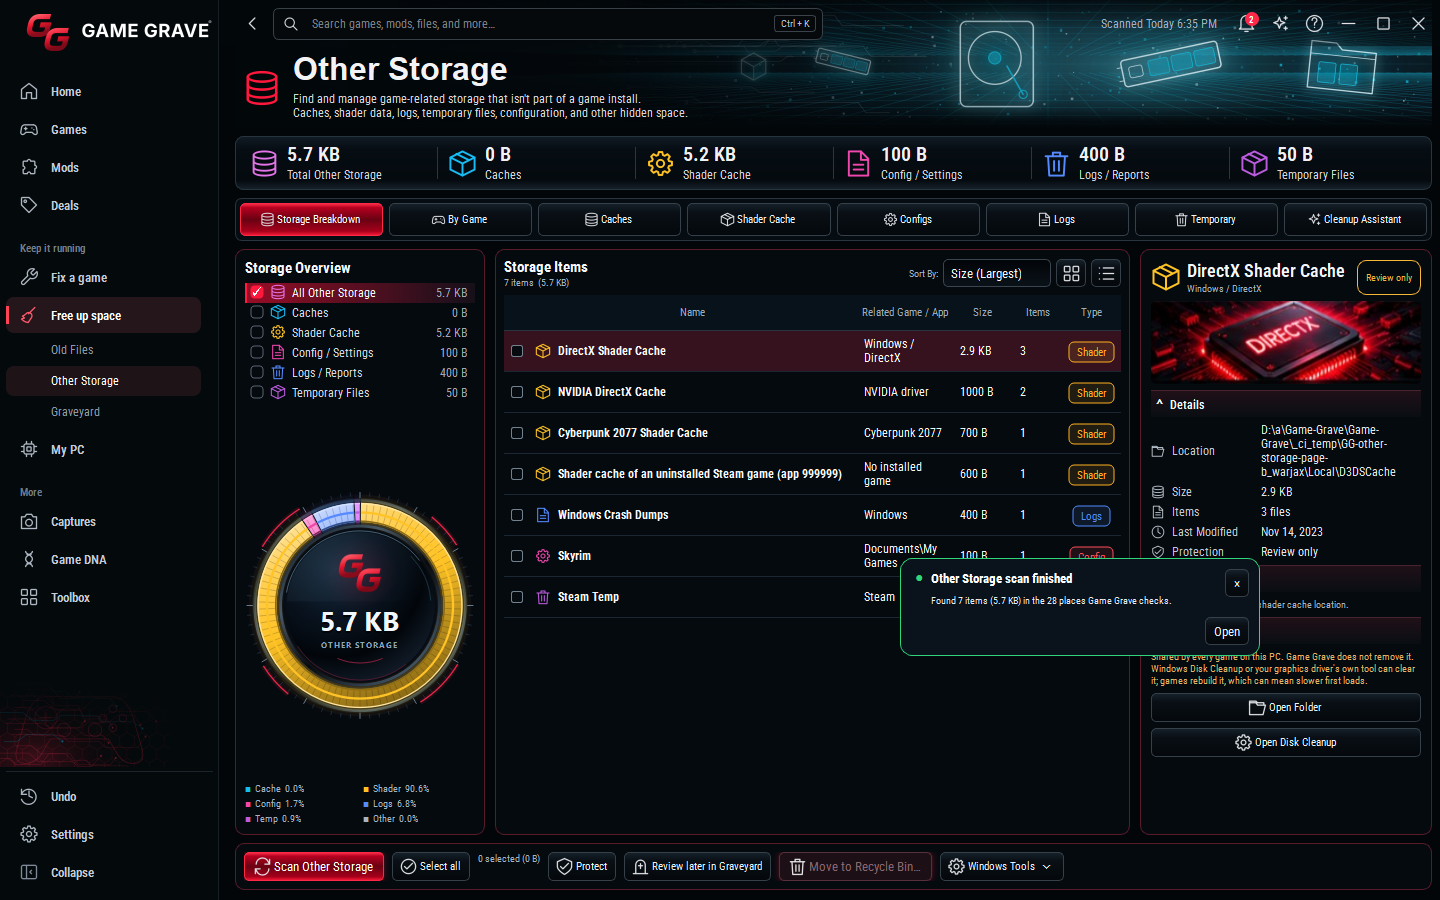 GAME GRAVE
Search games, mods, files, and more...
Ctrl + K
Scanned Today 6:35 PM
2
Home
Games
Mods
Deals
Keep it running
Fix a game
Free up space
Old Files
Other Storage
Graveyard
My PC
More
Captures
Game DNA
Toolbox
Undo
Settings
Collapse
Other Storage
Find and manage game-related storage that isn't part of a game install.
Caches, shader data, logs, temporary files, configuration, and other hidden space.
5.7 KB
Total Other Storage
0 B
Caches
5.2 KB
Shader Cache
100 B
Config / Settings
400 B
Logs / Reports
50 B
Temporary Files
Storage Breakdown
By Game
Caches
Shader Cache
Configs
Logs
Temporary
Cleanup Assistant
Storage Overview
All Other Storage 5.7 KB
Caches 0 B
Shader Cache 5.2 KB
Config / Settings 100 B
Logs / Reports 400 B
Temporary Files 50 B
GG
5.7 KB
OTHER STORAGE
Cache 0.0% Shader 90.6%
Config 1.7% Logs 6.8%
Temp 0.9% Other 0.0%
Storage Items
7 items (5.7 KB)
Sort By: Size (Largest)
Name Related Game / App Size Items Type
DirectX Shader Cache Windows / DirectX 2.9 KB 3 Shader
NVIDIA DirectX Cache NVIDIA driver 1000 B 2 Shader
Cyberpunk 2077 Shader Cache Cyberpunk 2077 700 B 1 Shader
Shader cache of an uninstalled Steam game (app 999999) No installed game 600 B 1 Shader
Windows Crash Dumps Windows 400 B 1 Logs
Skyrim Documents\My Games 100 B 1 Config
Steam Temp Steam
DirectX Shader Cache
Windows / DirectX
Review only
DIRECTX
^ Details
Location
D:\a\Game-Grave\Game-
Grave\_ci_temp\GG-other-
storage-page-
b_warjax\Local\D3DSCache
Size 2.9 KB
Items 3 files
Last Modified Nov 14, 2023
Protection Review only
hader cache location.
Shared by every game on this PC. Game Grave does not remove it.
Windows Disk Cleanup or your graphics driver's own tool can clear
it; games rebuild it, which can mean slower first loads.
Open Folder
Open Disk Cleanup
Other Storage scan finished
x
Found 7 items (5.7 KB) in the 28 places Game Grave checks.
Open
Scan Other Storage
Select all
0 selected (0 B)
Protect
Review later in Graveyard
Move to Recycle Bin...
Windows Tools